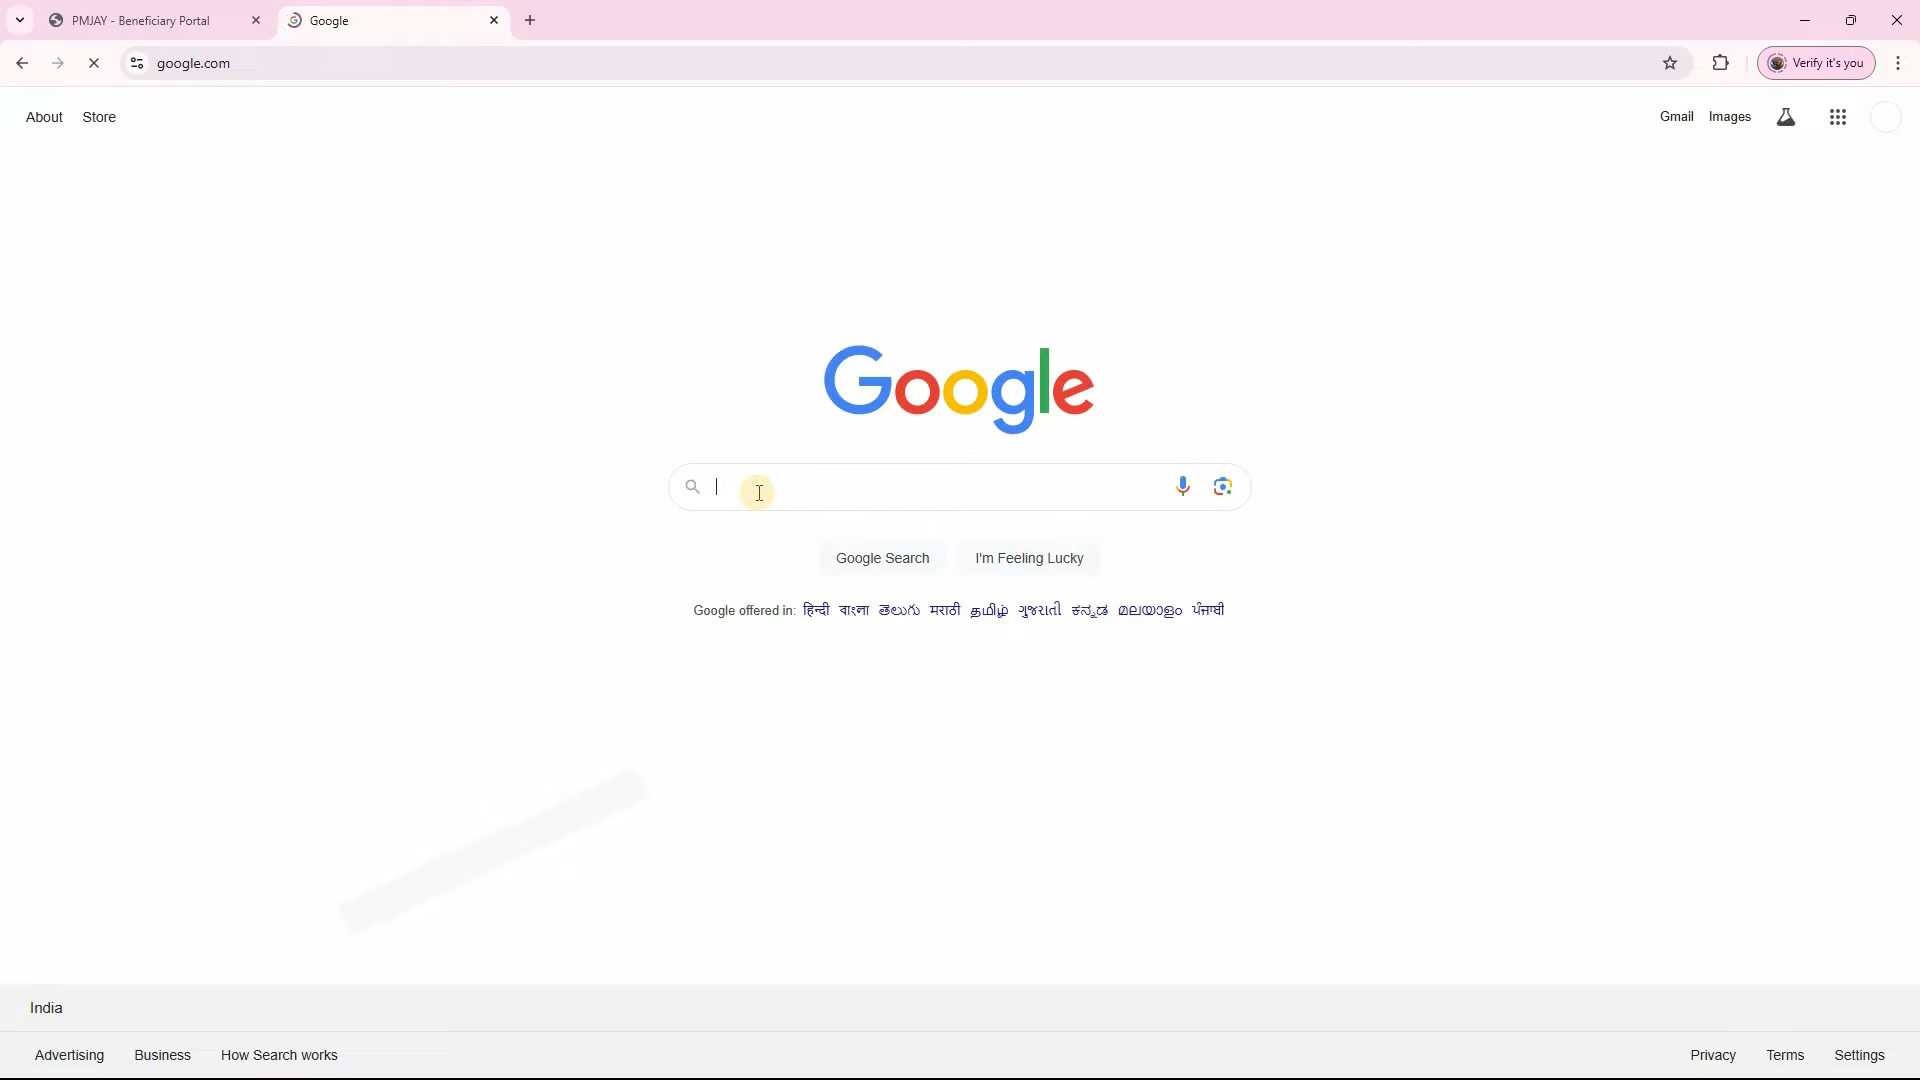 PMJAY - Beneficiary Portal
Google
google.com
Verify it's you
About Store
Gmail Images
Google
Google Search I'm Feeling Lucky
Google offered in: हिन्दी বাংলা తెలుగు मराठी தமிழ் ગુજરાતી ಕನ್ನಡ മലയാളം ਪੰਜਾਬੀ
India
Advertising Business How Search works
Privacy Terms Settings